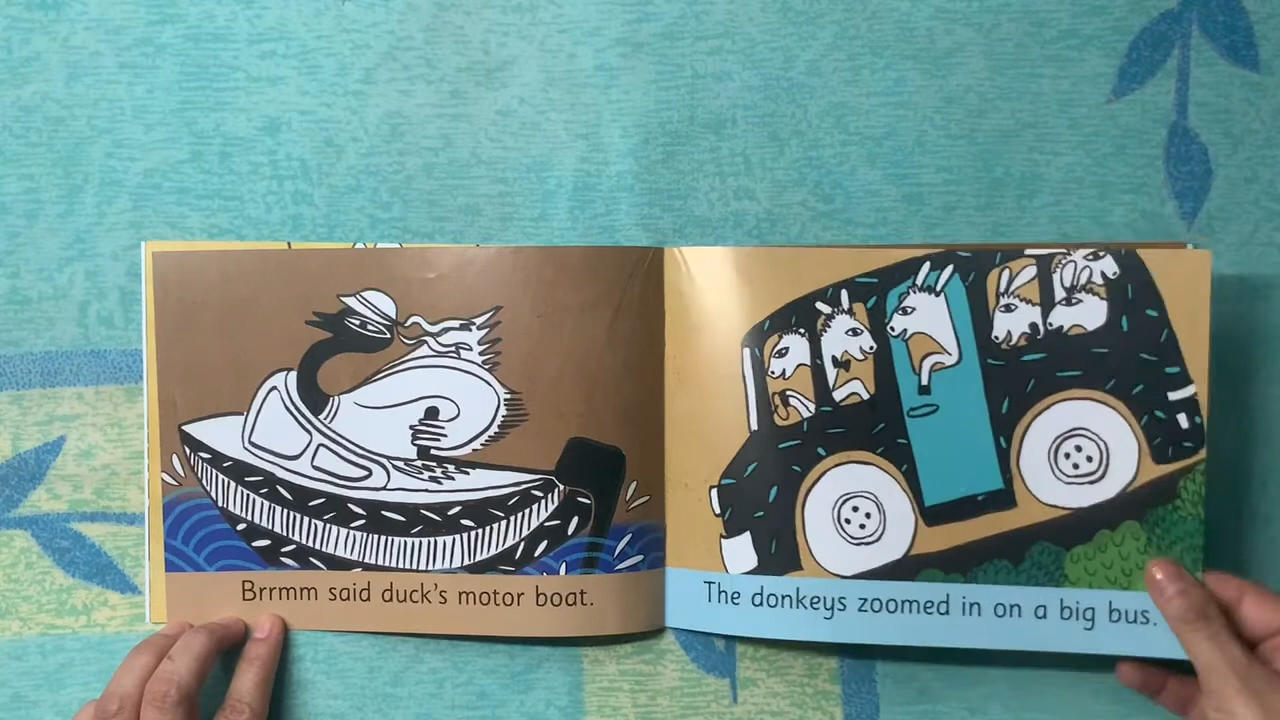 Brrmm said duck's motor boat.
The donkeys zoomed in on a big bus.